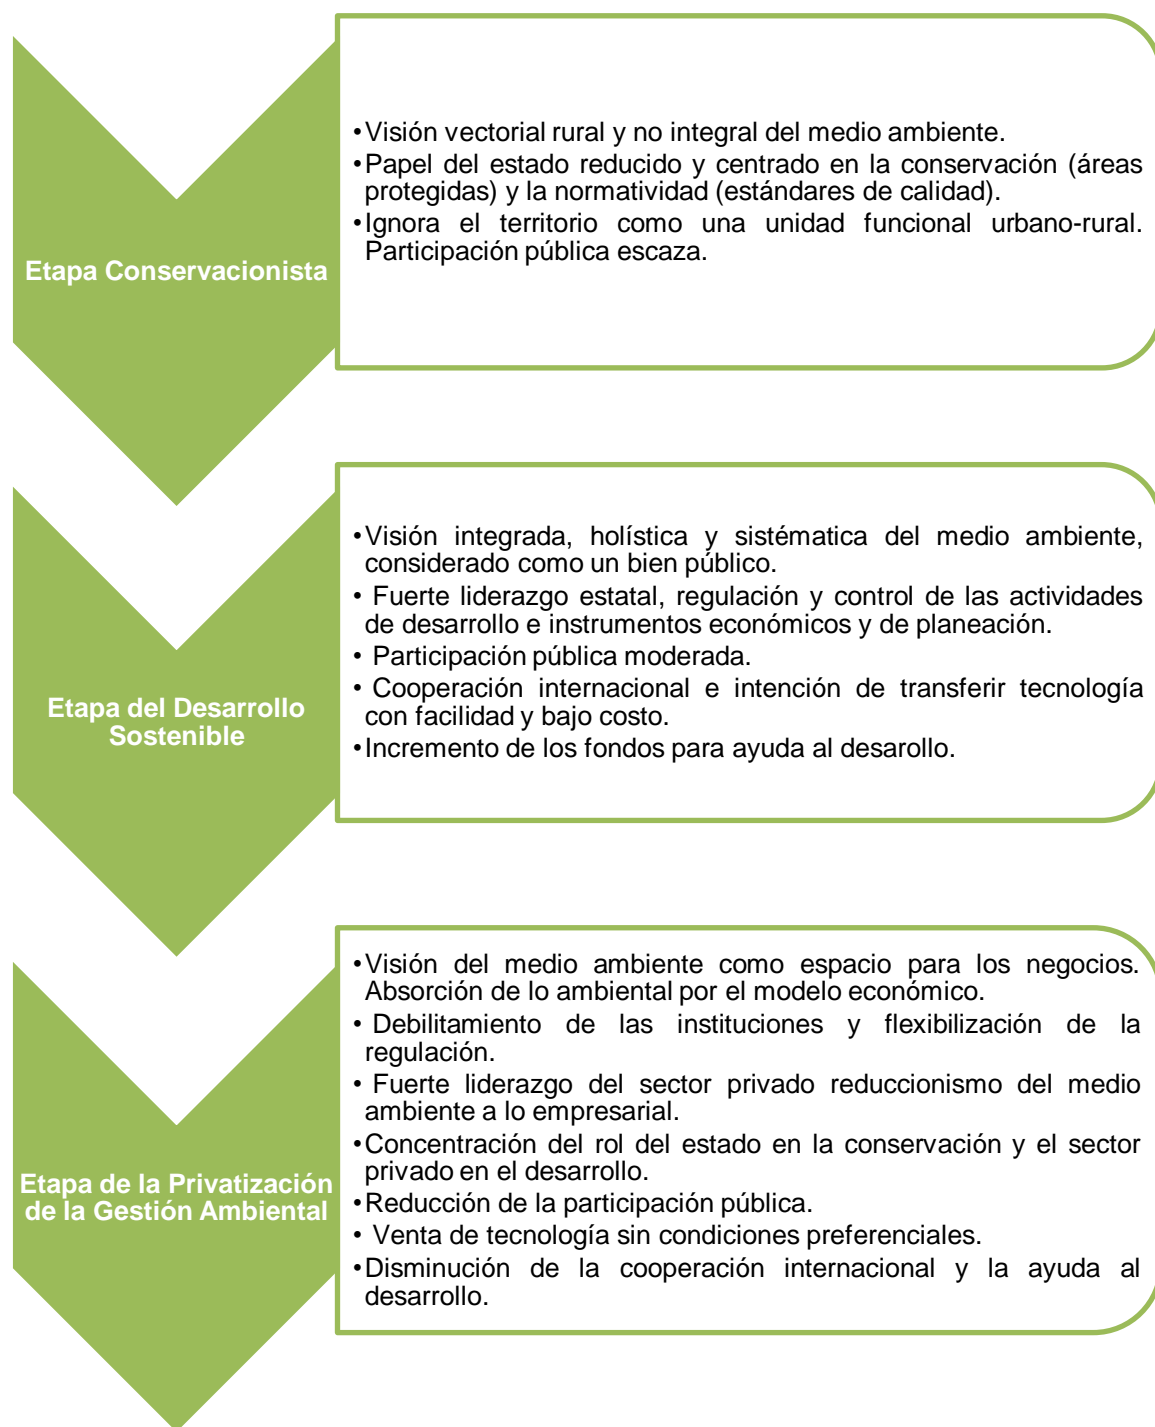 Etapa Conservacionista
•Visión vectorial rural y no integral del medio ambiente.
•Papel del estado reducido y centrado en la conservación (áreas
protegidas) y la normatividad (estándares de calidad).
•Ignora el territorio como una unidad funcional urbano-rural.
Participación pública escaza.
Etapa del Desarrollo
Sostenible
•Visión integrada, holística y sistématica del medio ambiente,
considerado como un bien público.
• Fuerte liderazgo estatal, regulación y control de las actividades
de desarrollo e instrumentos económicos y de planeación.
• Participación pública moderada.
• Cooperación internacional e intención de transferir tecnología
con facilidad y bajo costo.
•Incremento de los fondos para ayuda al desarollo.
Etapa de la Privatización
de la Gestión Ambiental
•Visión del medio ambiente como espacio para los negocios.
Absorción de lo ambiental por el modelo económico.
• Debilitamiento de las instituciones y flexibilización de la
regulación.
• Fuerte liderazgo del sector privado reduccionismo del medio
ambiente a lo empresarial.
•Concentración del rol del estado en la conservación y el sector
privado en el desarrollo.
•Reducción de la participación pública.
• Venta de tecnología sin condiciones preferenciales.
•Disminución de la cooperación internacional y la ayuda al
desarrollo.